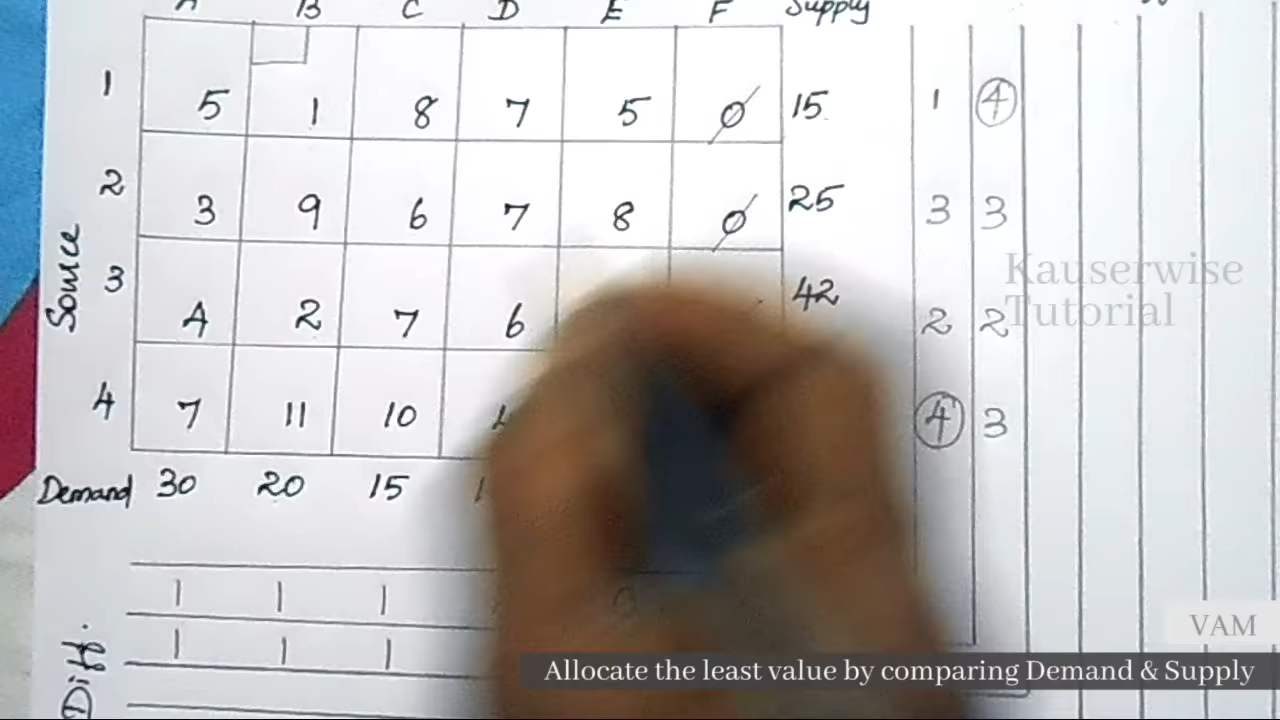 B C D E F Supply
1 5 1 8 7 5 0 15 1 4
2 3 9 6 7 8 0 25 3 3
Source
3 4 2 7 6 42 2 2
4 7 11 10 4 3
Demand 30 20 15
1 1 1 0
Diff. 1 1 1
Kauserwise
Tutorial
VAM
Allocate the least value by comparing Demand & Supply